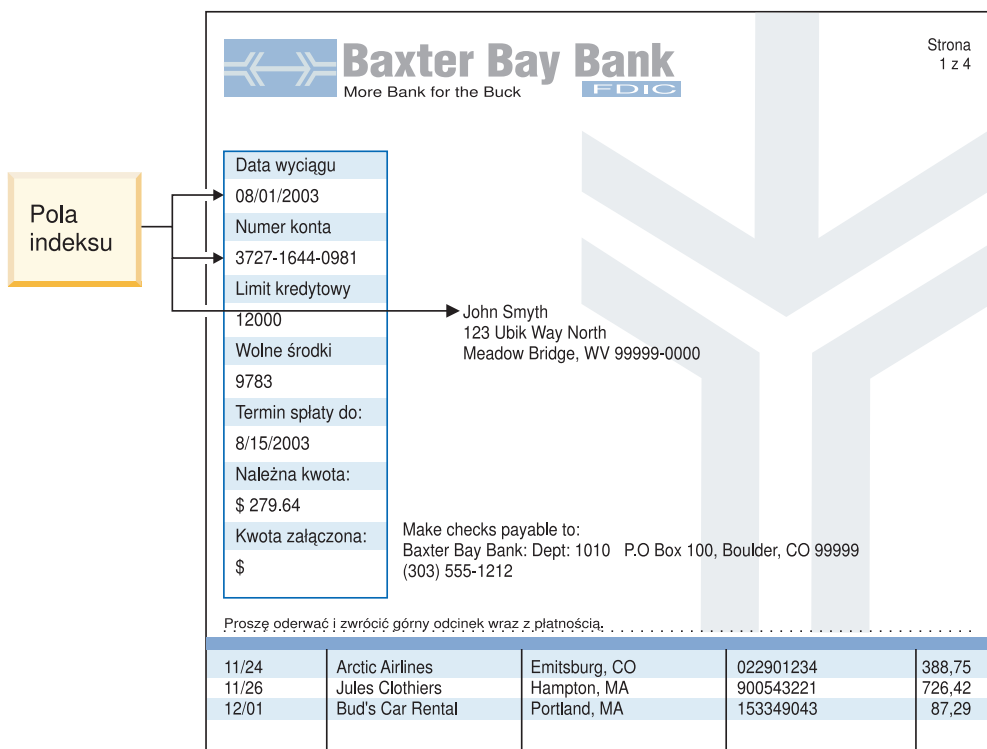 Baxter Bay Bank
More Bank for the Buck
FDIC
Strona
1 z 4
Pola
indeksu
Data wyciągu
08/01/2003
Numer konta
3727-1644-0981
Limit kredytowy
12000
Wolne środki
9783
Termin spłaty do:
8/15/2003
Należna kwota:
$ 279.64
Kwota załączona:
$
John Smyth
123 Ubik Way North
Meadow Bridge, WV 99999-0000
Make checks payable to:
Baxter Bay Bank: Dept: 1010 P.O Box 100, Boulder, CO 99999
(303) 555-1212
Proszę oderwać i zwrócić górny odcinek wraz z płatnością.
11/24 Arctic Airlines Emitsburg, CO 022901234 388,75
11/26 Jules Clothiers Hampton, MA 900543221 726,42
12/01 Bud's Car Rental Portland, MA 153349043 87,29